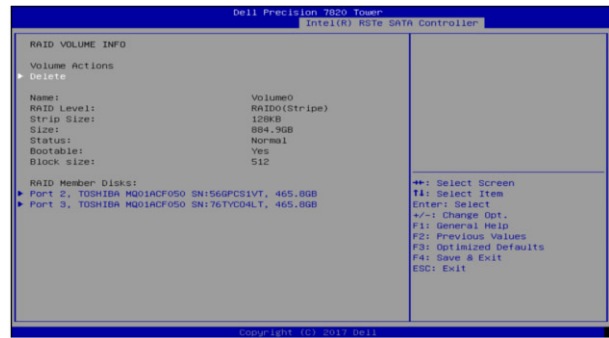 Dell Precision 7820 Tower
Intel(R) RSTe SATA Controller
RAID VOLUME INFO
Volume Actions
▶ Delete
Name: Volume0
RAID Level: RAID0(Stripe)
Strip Size: 128KB
Size: 884.9GB
Status: Normal
Bootable: Yes
Block size: 512
RAID Member Disks:
▶ Port 2, TOSHIBA MQ01ACF050 SN:56GPCS1VT, 465.8GB
▶ Port 3, TOSHIBA MQ01ACF050 SN:76TYC04LT, 465.8GB
→←: Select Screen
↑↓: Select Item
Enter: Select
+/-: Change Opt.
F1: General Help
F2: Previous Values
F3: Optimized Defaults
F4: Save & Exit
ESC: Exit
Copyright (C) 2017 Dell